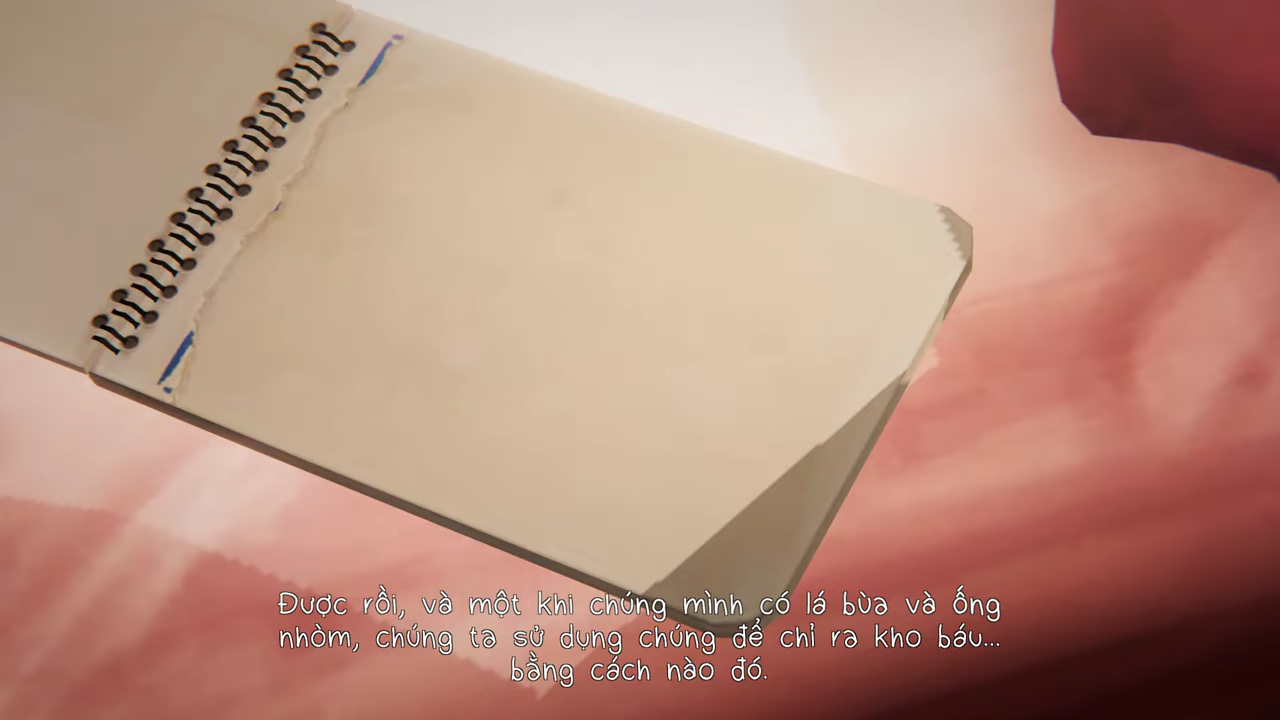 Được rồi, và một khi chúng mình có lá bùa và ống
nhòm, chúng ta sử dụng chúng để chỉ ra kho báu...
bằng cách nào đó.